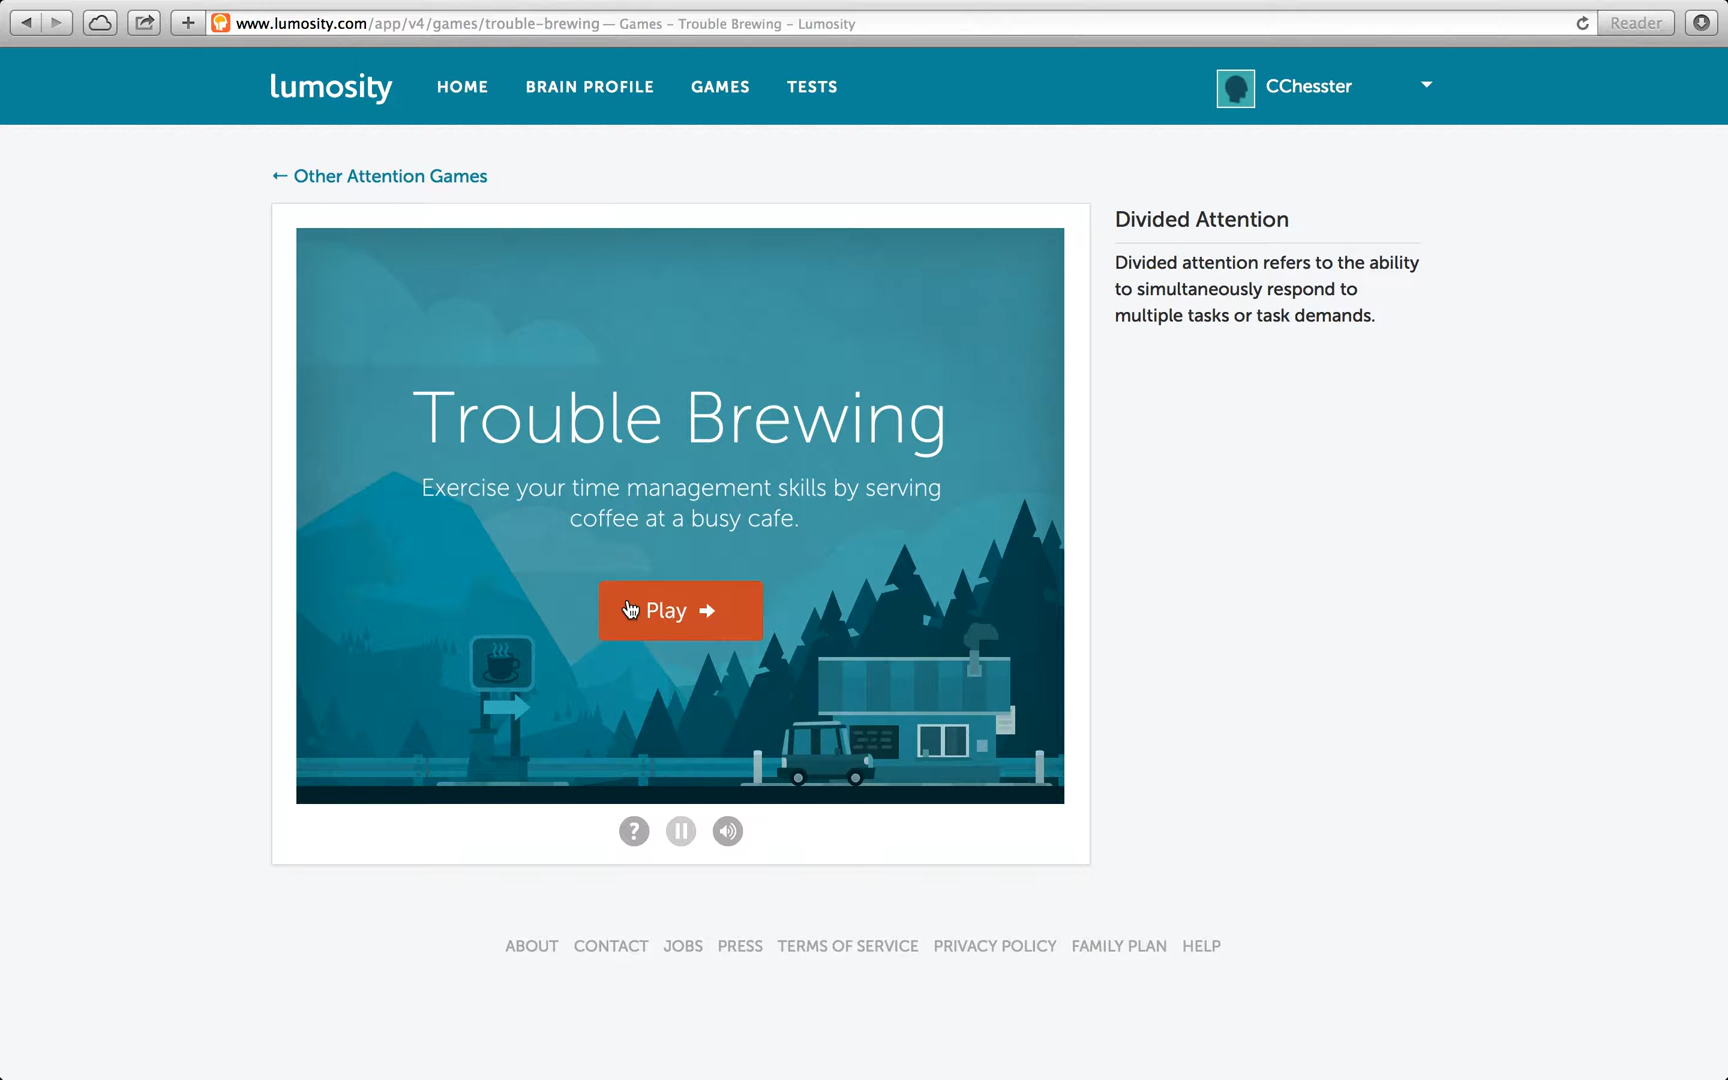 www.lumosity.com/app/v4/games/trouble-brewing — Games – Trouble Brewing – Lumosity
Reader
lumosity
HOME
BRAIN PROFILE
GAMES
TESTS
CChesster
← Other Attention Games
Trouble Brewing
Exercise your time management skills by serving
coffee at a busy cafe.
Play
?
Divided Attention
Divided attention refers to the ability
to simultaneously respond to
multiple tasks or task demands.
ABOUT CONTACT JOBS PRESS TERMS OF SERVICE PRIVACY POLICY FAMILY PLAN HELP